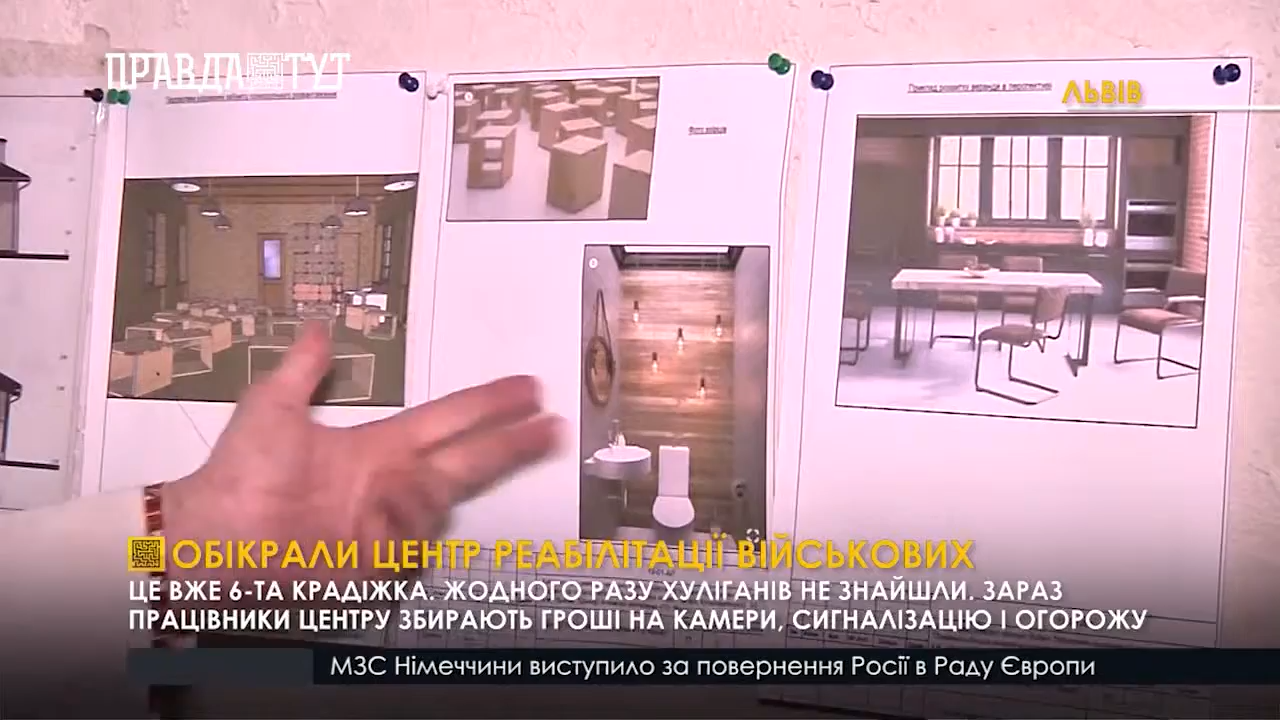 ПРАВДА ТУТ
ЛЬВІВ
ОБІКРАЛИ ЦЕНТР РЕАБІЛІТАЦІЇ ВІЙСЬКОВИХ
ЦЕ ВЖЕ 6-ТА КРАДІЖКА. ЖОДНОГО РАЗУ ХУЛІГАНІВ НЕ ЗНАЙШЛИ. ЗАРАЗ
ПРАЦІВНИКИ ЦЕНТРУ ЗБИРАЮТЬ ГРОШІ НА КАМЕРИ, СИГНАЛІЗАЦІЮ І ОГОРОЖУ
МЗС Німеччини виступило за повернення Росії в Раду Європи